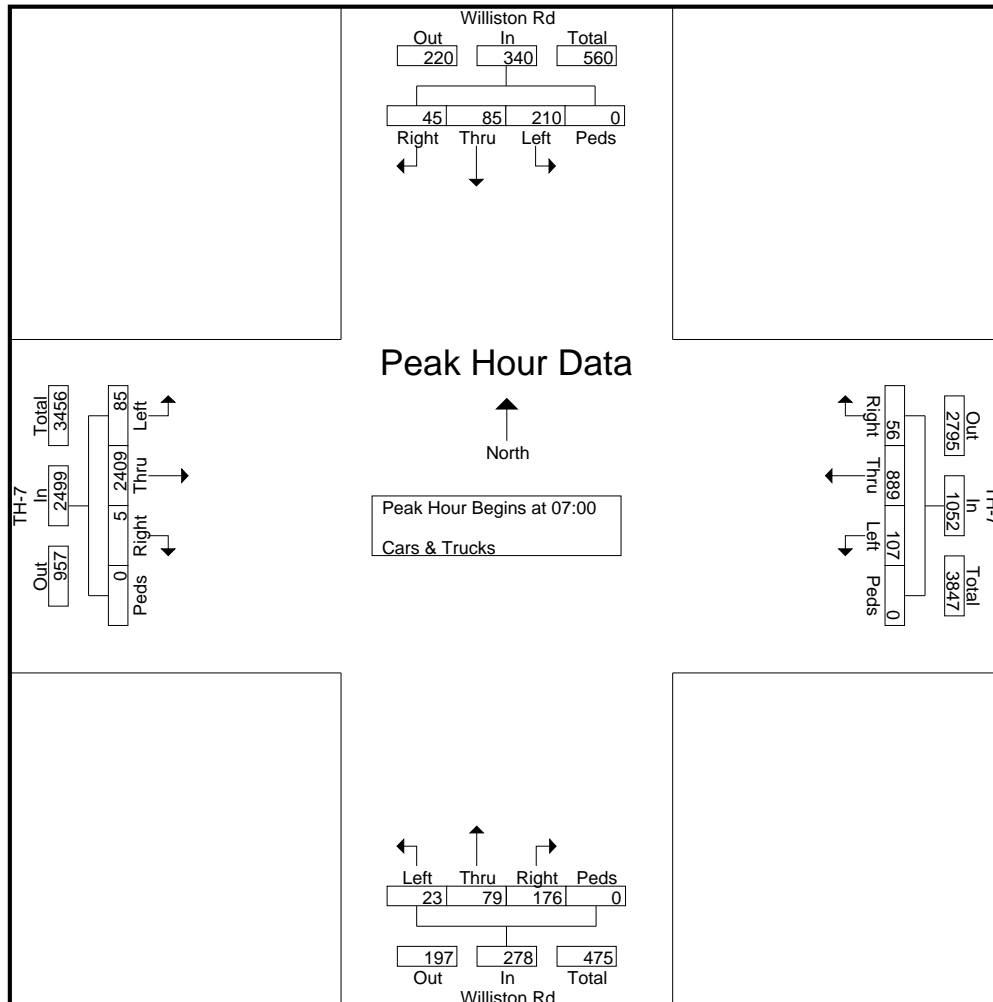 Williston Rd
Out In Total
220 340 560
45 85 210 0
Right Thru Left Peds
Peak Hour Data
North
Peak Hour Begins at 07:00
Cars & Trucks
TH-7
Total In Out
3456 2499 957
85 2409 5 0
Left Thru Right Peds
Right Thru Left Peds
56 889 107 0
Out In Total
2795 1052 3847
TH-7
Left Thru Right Peds
23 79 176 0
197 278 475
Out In Total
Williston Rd